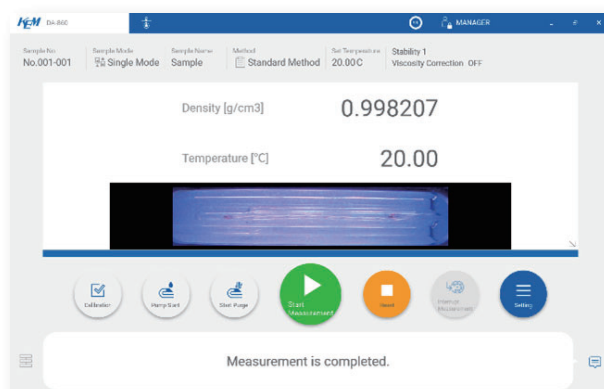 KEM DA-860
MANAGER
Sample No.
No.001-001
Sample Mode
Single Mode
Sample Name
Sample
Method
Standard Method
Set Temperature
20.00C
Stability 1
Viscosity Correction OFF
Density [g/cm3]
0.998207
Temperature [°C]
20.00
Calibration
Pump Start
Start Purge
Start
Measurement
Reset
Interrupt
Measurement
Setting
Measurement is completed.